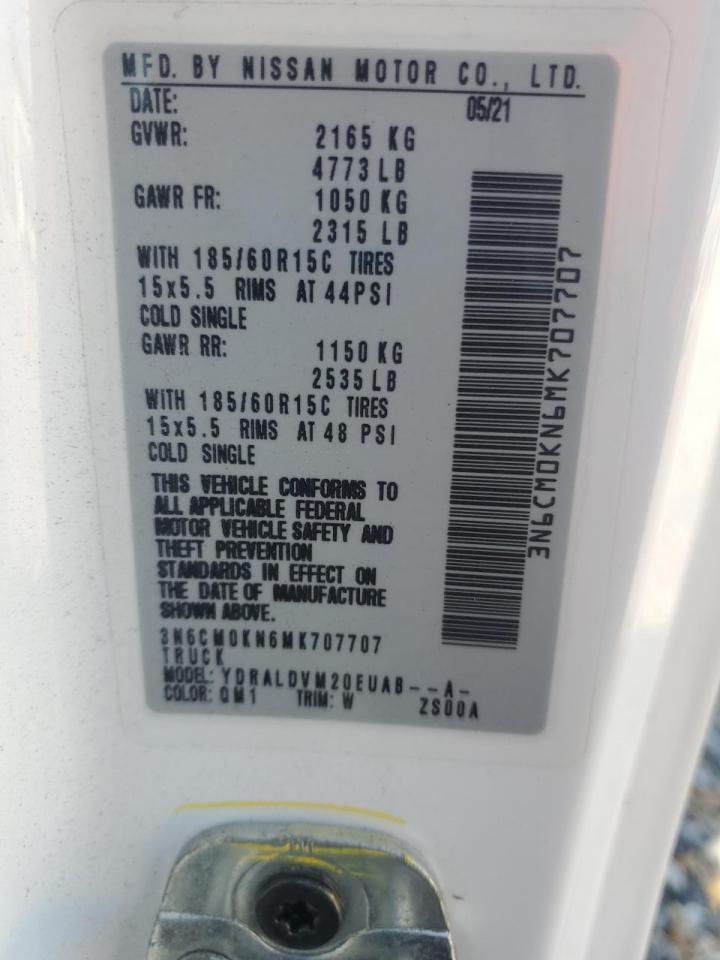 MFD. BY NISSAN MOTOR CO., LTD.
DATE: 05/21
GVWR: 2165 KG
4773 LB
GAWR FR: 1050 KG
2315 LB
WITH 185/60R15C TIRES
15x5.5 RIMS AT 44PSI
COLD SINGLE
GAWR RR: 1150 KG
2535 LB
WITH 185/60R15C TIRES
15x5.5 RIMS AT 48 PSI
COLD SINGLE
THIS VEHICLE CONFORMS TO
ALL APPLICABLE FEDERAL
MOTOR VEHICLE SAFETY AND
THEFT PREVENTION
STANDARDS IN EFFECT ON
THE DATE OF MANUFACTURE
SHOWN ABOVE.
3N6CM0KN6MK707707
TRUCK
MODEL: YDRALDVM20EUAB--A-
COLOR: QM1 TRIM: W ZS00A
3N6CM0KN6MK707707